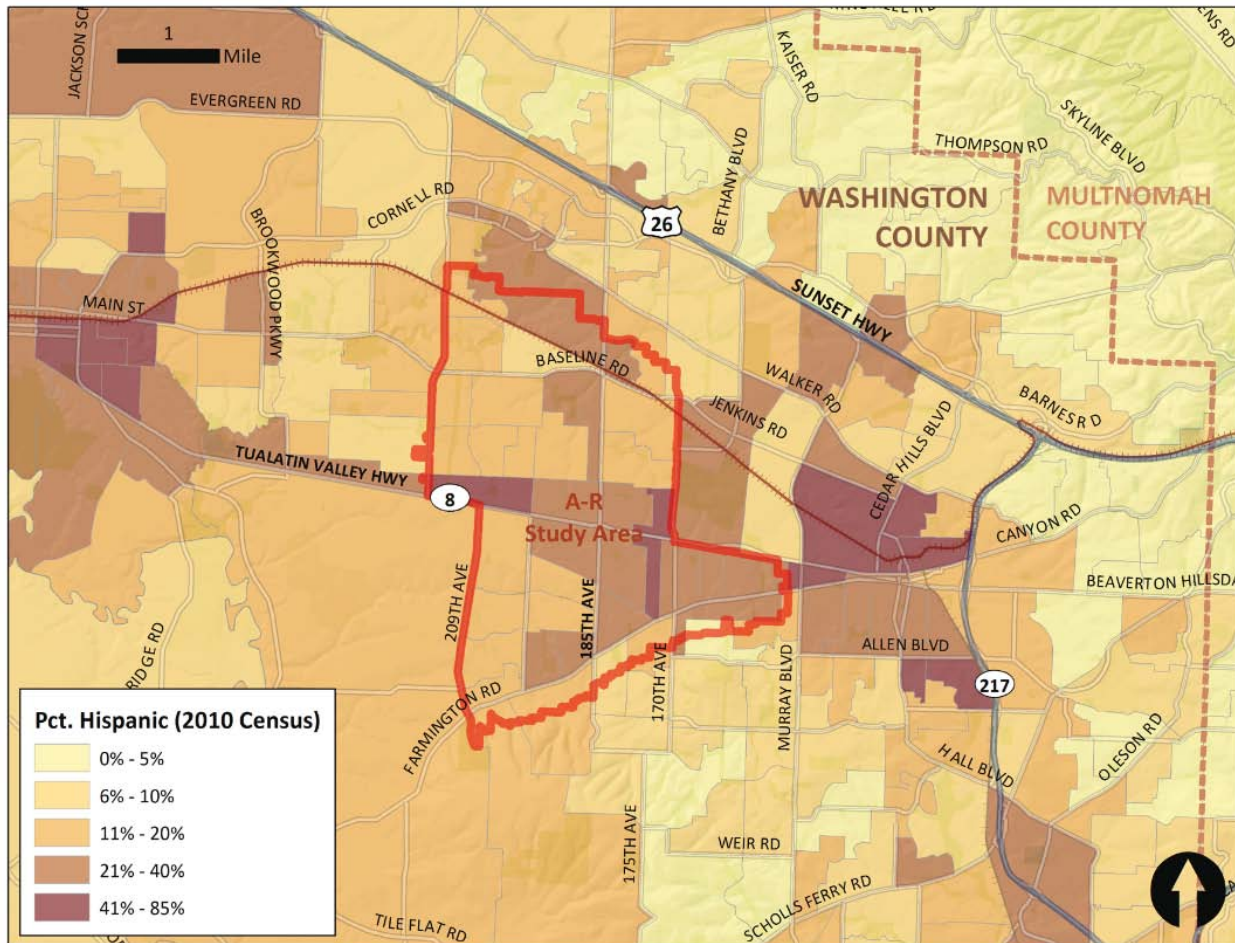 1
Mile
JACKSON SCH
EVERGREEN RD
KAISER RD
SKYLINE BLVD
THOMPSON RD
BETHANY BLVD
WASHINGTON
COUNTY
MULTNOMAH
COUNTY
CORNELL RD
BROOKWOOD PKWY
26
MAIN ST
SUNSET HWY
BASELINE RD
WALKER RD
JENKINS RD
BARNES RD
CEDAR HILLS BLVD
TUALATIN VALLEY HWY
8
A-R
Study Area
CANYON RD
BEAVERTON HILLSDA
209TH AVE
185TH AVE
ALLEN BLVD
170TH AVE
MURRAY BLVD
217
RIDGE RD
FARMINGTON RD
OLESON RD
HALL BLVD
175TH AVE
WEIR RD
SCHOLLS FERRY RD
TILE FLAT RD
Pct. Hispanic (2010 Census)
0% - 5%
6% - 10%
11% - 20%
21% - 40%
41% - 85%